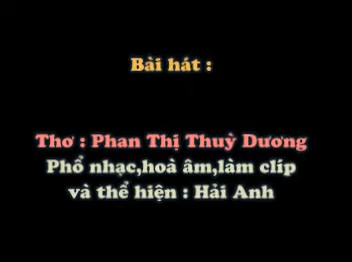 Bài hát :
Thơ : Phan Thị Thuỳ Dương
Phổ nhạc,hoà âm,làm clíp
và thể hiện : Hải Anh